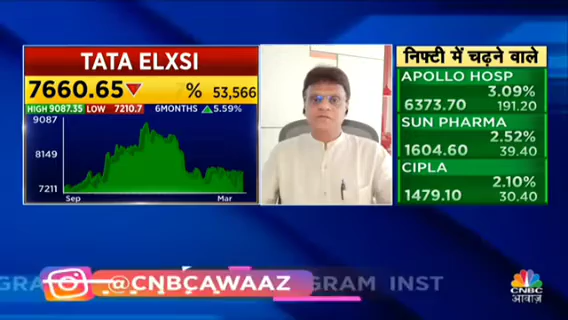 TATA ELXSI
7660.65 % 53,566
HIGH 9087.35 LOW 7210.7 6MONTHS 5.59%
9087
8149
7211
Sep Mar
निफ्टी में चढ़ने वाले
APOLLO HOSP
3.09%
6373.70 191.20
SUN PHARMA
2.52%
1604.60 39.40
CIPLA
2.10%
1479.10 30.40
GRA @CNBCAWAAZ GRAM INST
CNBC
आवाज़